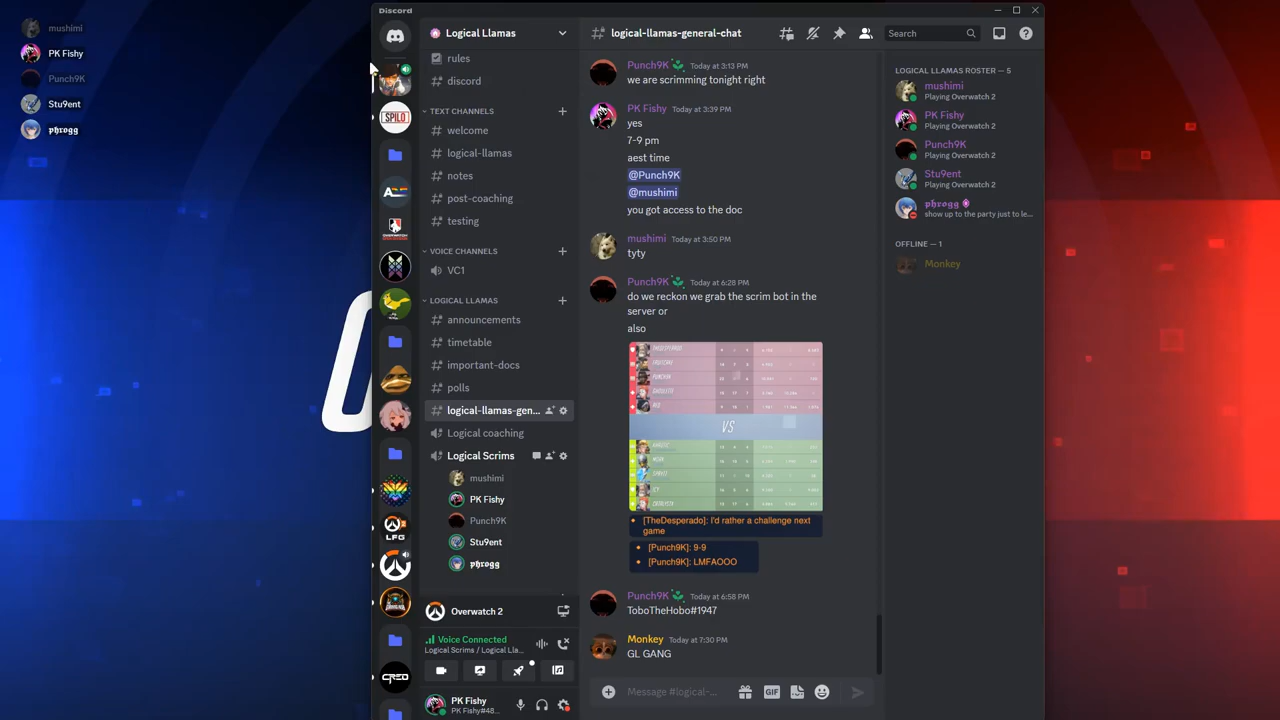 mushimi
PK Fishy
Punch9K
Stu9ent
𝖕𝖍𝖗𝖔𝖌𝖌
Discord
SPILO
LFG
CREO
Logical Llamas
rules
discord
TEXT CHANNELS
welcome
logical-llamas
notes
post-coaching
testing
VOICE CHANNELS
VC1
LOGICAL LLAMAS
announcements
timetable
important-docs
polls
logical-llamas-gen...
Logical coaching
Logical Scrims
mushimi
PK Fishy
Punch9K
Stu9ent
𝖕𝖍𝖗𝖔𝖌𝖌
Overwatch 2
Voice Connected
Logical Scrims / Logical Lla...
PK Fishy
PK Fishy#48...
logical-llamas-general-chat
Search
Punch9K Today at 3:13 PM
we are scrimming tonight right
PK Fishy Today at 3:39 PM
yes
7-9 pm
aest time
@Punch9K
@mushimi
you got access to the doc
mushimi Today at 3:50 PM
tyty
Punch9K Today at 6:28 PM
do we reckon we grab the scrim bot in the
server or
also
THEDESPERADO
PUNCH9K
VS
[TheDesperado]: I'd rather a challenge next
game
[Punch9K]: 9-9
[Punch9K]: LMFAOOO
Punch9K Today at 6:58 PM
ToboTheHobo#1947
Monkey Today at 7:30 PM
GL GANG
Message #logical-...
GIF
LOGICAL LLAMAS ROSTER — 5
mushimi
Playing Overwatch 2
PK Fishy
Playing Overwatch 2
Punch9K
Playing Overwatch 2
Stu9ent
Playing Overwatch 2
𝖕𝖍𝖗𝖔𝖌𝖌
show up to the party just to le...
OFFLINE — 1
Monkey